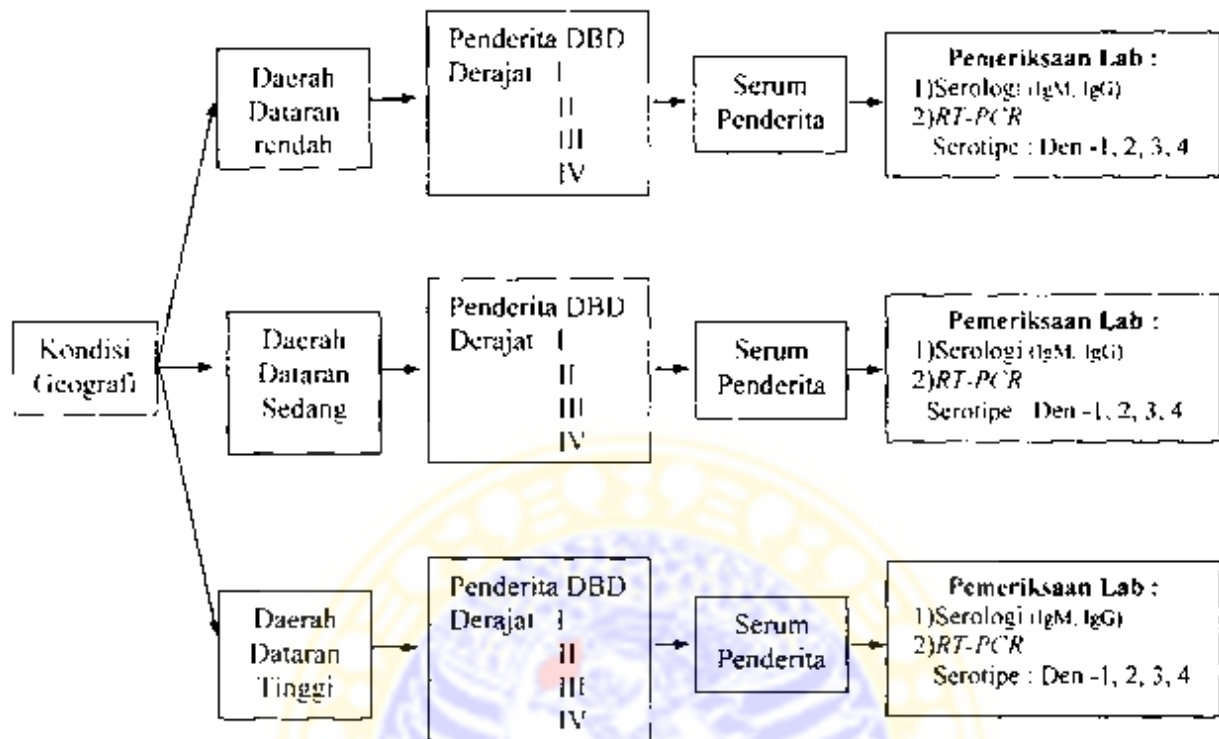 Kondisi
Geografi
Daerah
Dataran
rendah
Penderita DBD
Derajat I
II
III
IV
Serum
Penderita
Pemeriksaan Lab :
1)Serologi (IgM, IgG)
2)RT-PCR
Serotipe : Den -1, 2, 3, 4
Daerah
Dataran
Sedang
Penderita DBD
Derajat I
II
III
IV
Serum
Penderita
Pemeriksaan Lab :
1)Serologi (IgM, IgG)
2)RT-PCR
Serotipe : Den -1, 2, 3, 4
Daerah
Dataran
Tinggi
Penderita DBD
Derajat I
II
III
IV
Serum
Penderita
Pemeriksaan Lab :
1)Serologi (IgM, IgG)
2)RT-PCR
Serotipe : Den -1, 2, 3, 4